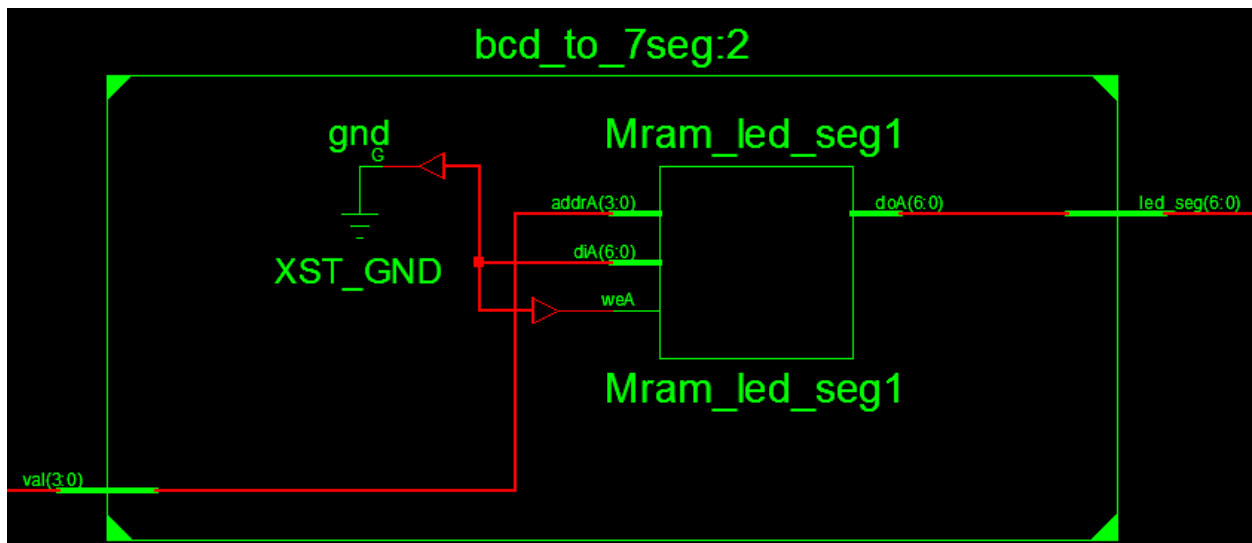 bcd_to_7seg:2
gnd
G
XST_GND
Mram_led_seg1
addrA(3:0)
diA(6:0)
weA
doA(6:0)
Mram_led_seg1
led_seg(6:0)
val(3:0)